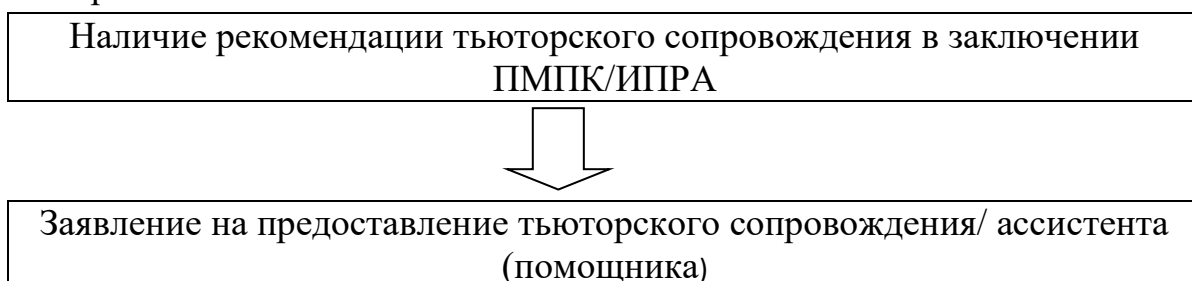 Наличие рекомендации тьюторского сопровождения в заключении
ПМПК/ИПРА
Заявление на предоставление тьюторского сопровождения/ ассистента
(помощника)